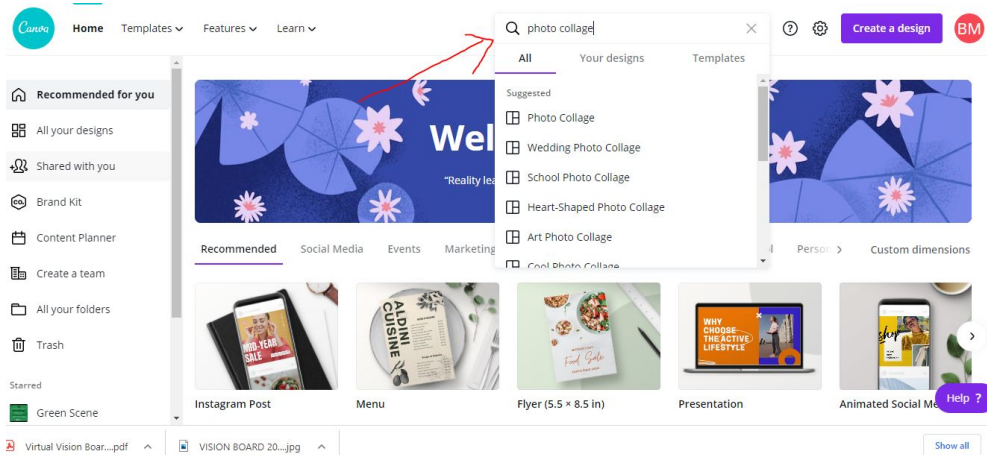 Canva
Home
Templates
Features
Learn
photo collage
Create a design
BM
All
Your designs
Templates
Suggested
Photo Collage
Wedding Photo Collage
School Photo Collage
Heart-Shaped Photo Collage
Art Photo Collage
Cool Photo Collage
Recommended for you
All your designs
Shared with you
Brand Kit
Content Planner
Create a team
All your folders
Trash
Starred
Green Scene
Wel
"Reality lea
Recommended
Social Media
Events
Marketing
Person
Custom dimensions
MID-YEAR
SALE
ALDINI
CUISINE
Food Sale
WHY
CHOOSE
THE ACTIVE
LIFESTYLE
shop
Instagram Post
Menu
Flyer (5.5 × 8.5 in)
Presentation
Animated Social Me
Help ?
Virtual Vision Boar....pdf
VISION BOARD 20....jpg
Show all